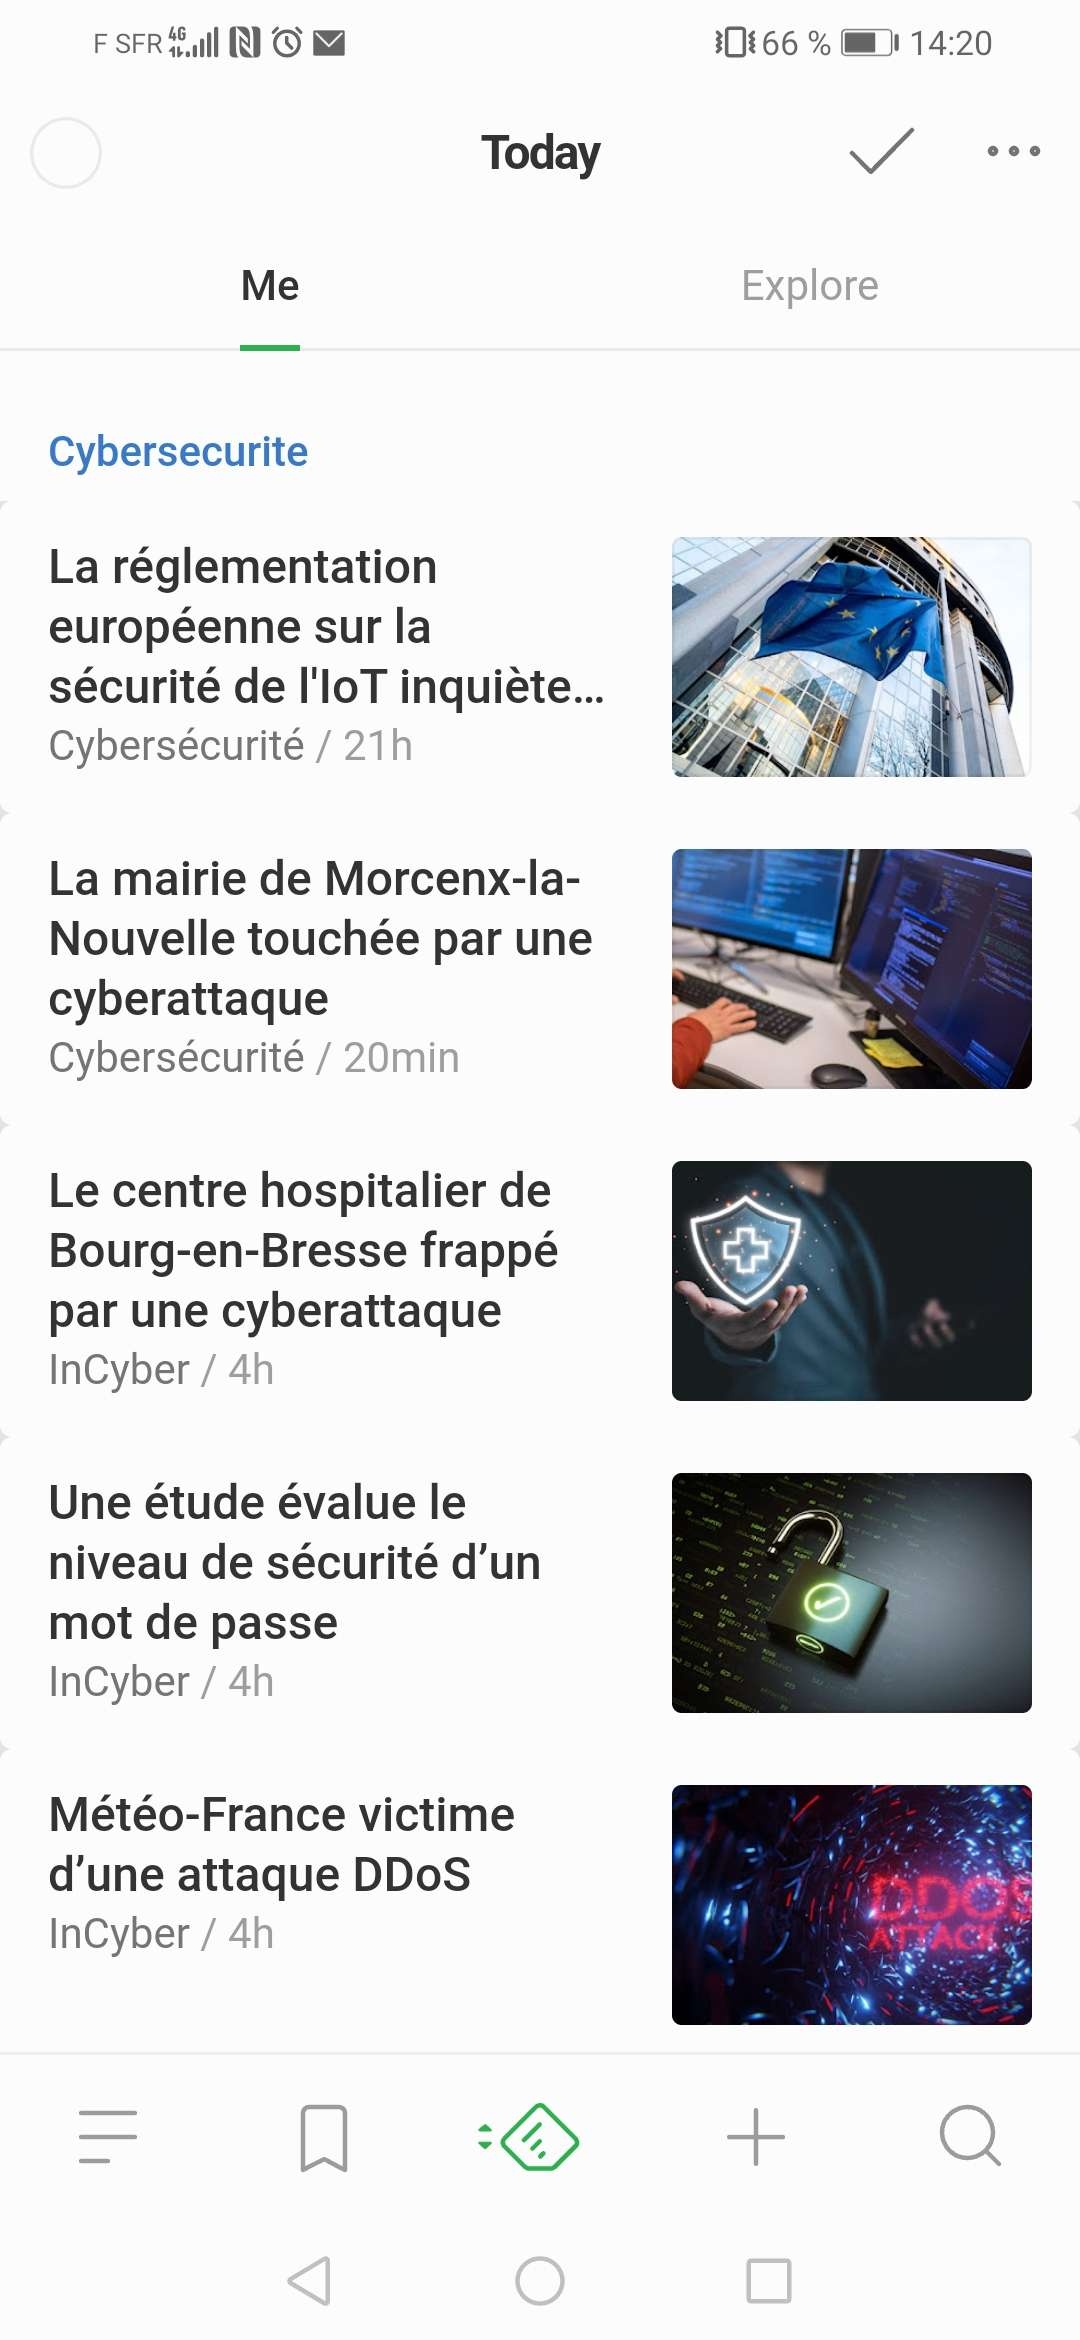 F SFR 4G 66 % 14:20
Today
Me Explore
Cybersecurite
La réglementation
européenne sur la
sécurité de l'IoT inquiète...
Cybersécurité / 21h
La mairie de Morcenx-la-
Nouvelle touchée par une
cyberattaque
Cybersécurité / 20min
Le centre hospitalier de
Bourg-en-Bresse frappé
par une cyberattaque
InCyber / 4h
Une étude évalue le
niveau de sécurité d’un
mot de passe
InCyber / 4h
Météo-France victime
d’une attaque DDoS
InCyber / 4h
DDOS
ATTACK